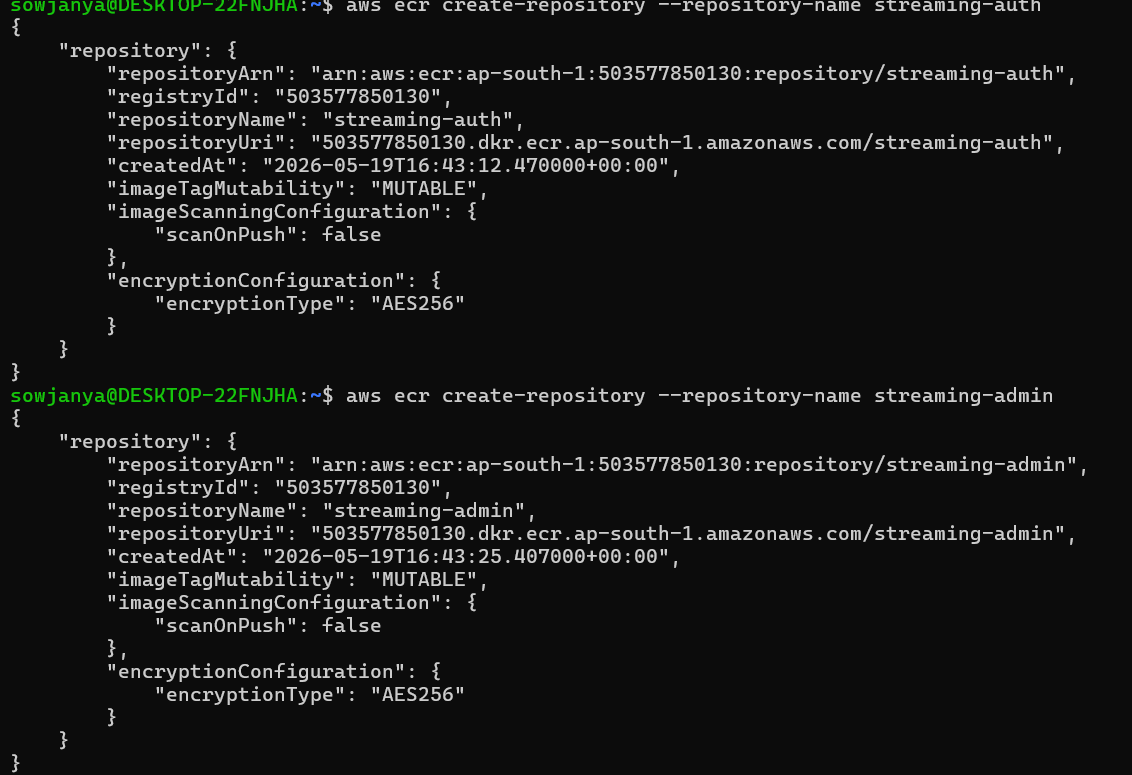 sowjanya@DESKTOP-22FNJHA:~$ aws ecr create-repository --repository-name streaming-auth
{
    "repository": {
        "repositoryArn": "arn:aws:ecr:ap-south-1:503577850130:repository/streaming-auth",
        "registryId": "503577850130",
        "repositoryName": "streaming-auth",
        "repositoryUri": "503577850130.dkr.ecr.ap-south-1.amazonaws.com/streaming-auth",
        "createdAt": "2026-05-19T16:43:12.470000+00:00",
        "imageTagMutability": "MUTABLE",
        "imageScanningConfiguration": {
            "scanOnPush": false
        },
        "encryptionConfiguration": {
            "encryptionType": "AES256"
        }
    }
}
sowjanya@DESKTOP-22FNJHA:~$ aws ecr create-repository --repository-name streaming-admin
{
    "repository": {
        "repositoryArn": "arn:aws:ecr:ap-south-1:503577850130:repository/streaming-admin",
        "registryId": "503577850130",
        "repositoryName": "streaming-admin",
        "repositoryUri": "503577850130.dkr.ecr.ap-south-1.amazonaws.com/streaming-admin",
        "createdAt": "2026-05-19T16:43:25.407000+00:00",
        "imageTagMutability": "MUTABLE",
        "imageScanningConfiguration": {
            "scanOnPush": false
        },
        "encryptionConfiguration": {
            "encryptionType": "AES256"
        }
    }
}